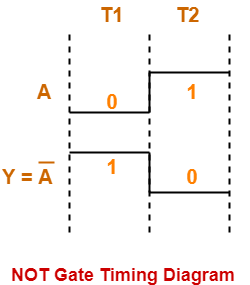 T1 T2
A 0 1
Y = A̅ 1 0
NOT Gate Timing Diagram